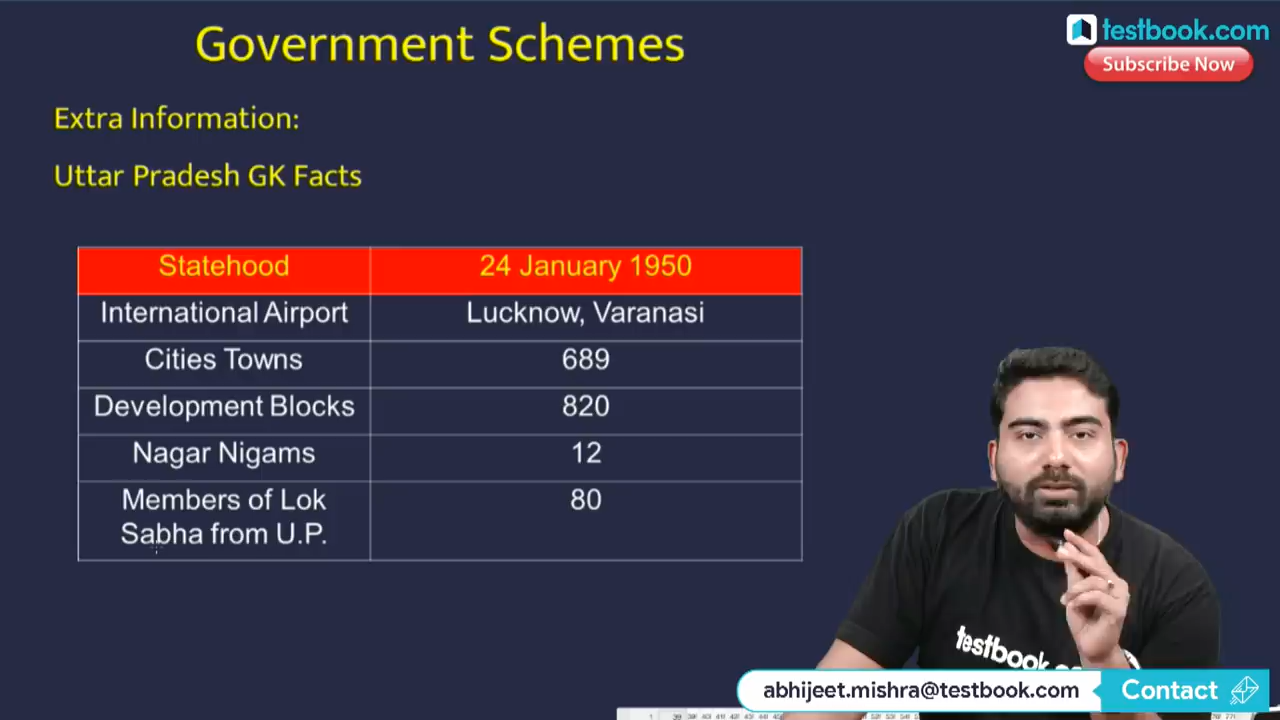 Government Schemes
testbook.com
Subscribe Now
Extra Information:
Uttar Pradesh GK Facts
Statehood 24 January 1950
International Airport Lucknow, Varanasi
Cities Towns 689
Development Blocks 820
Nagar Nigams 12
Members of Lok 80
Sabha from U.P.
testbook
abhijeet.mishra@testbook.com Contact